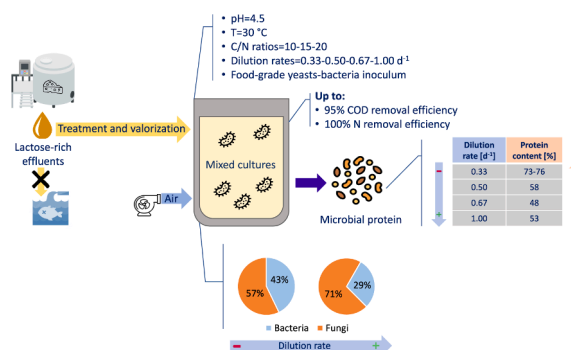 • pH=4.5
• T=30 °C
• C/N ratios=10-15-20
• Dilution rates=0.33-0.50-0.67-1.00 d-1
• Food-grade yeasts-bacteria inoculum
Up to:
• 95% COD removal efficiency
• 100% N removal efficiency
Treatment and valorization
Lactose-rich
effluents
Mixed cultures
Air
Microbial protein
Dilution rate [d-1] Protein content [%]
0.33 73-76
0.50 58
0.67 48
1.00 53
− 
+
43%
57%
29%
71%
Bacteria Fungi
− Dilution rate +